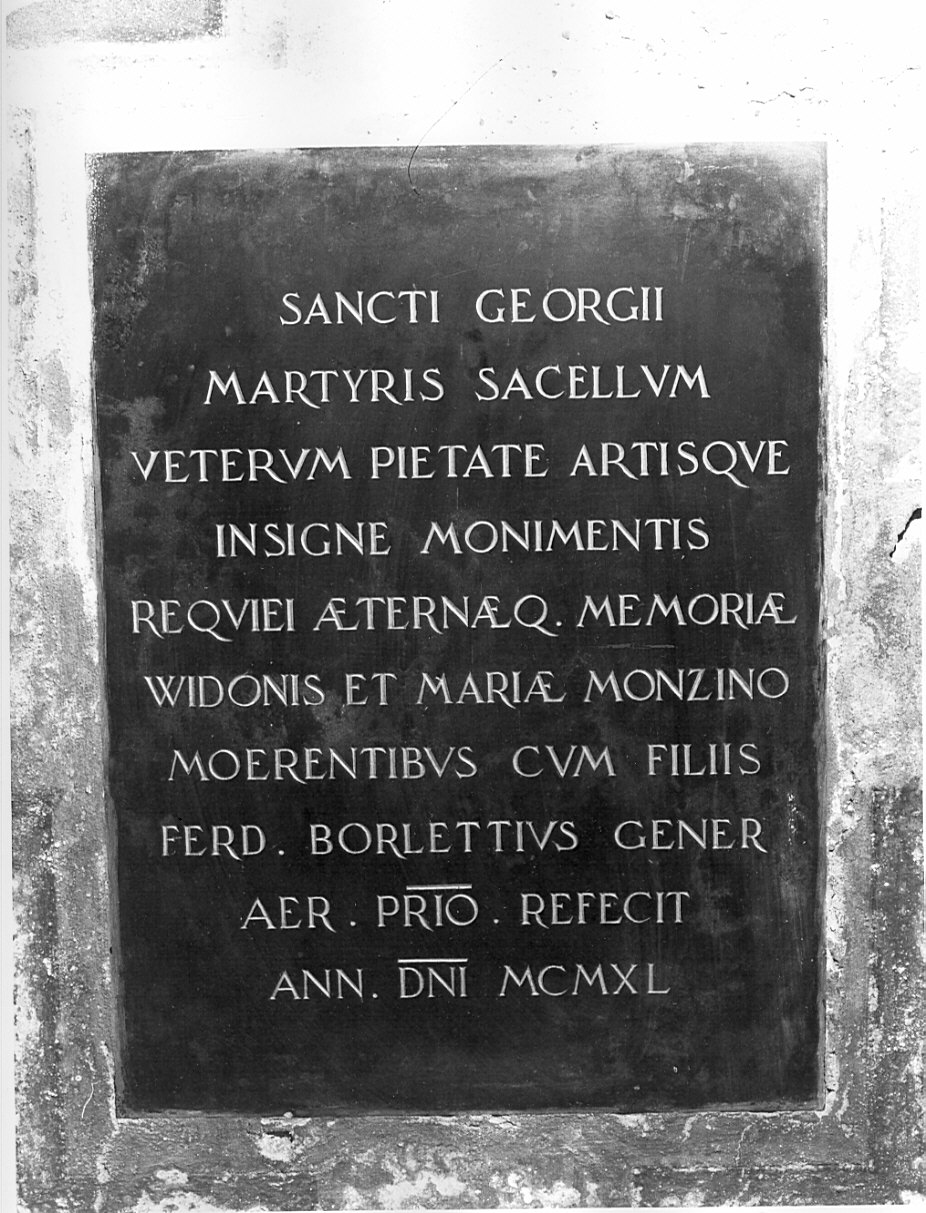 SANCTI GEORGII
MARTYRIS SACELLVM
VETERVM PIETATE ARTISQVE
INSIGNE MONIMENTIS
REQVIEI ÆTERNÆQ. MEMORIÆ
WIDONIS ET MARIÆ MONZINO
MOERENTIBVS CVM FILIIS
FERD. BORLETTIVS GENER
AER. PRIO̅. REFECIT
ANN. D̅N̅I̅ MCMXL